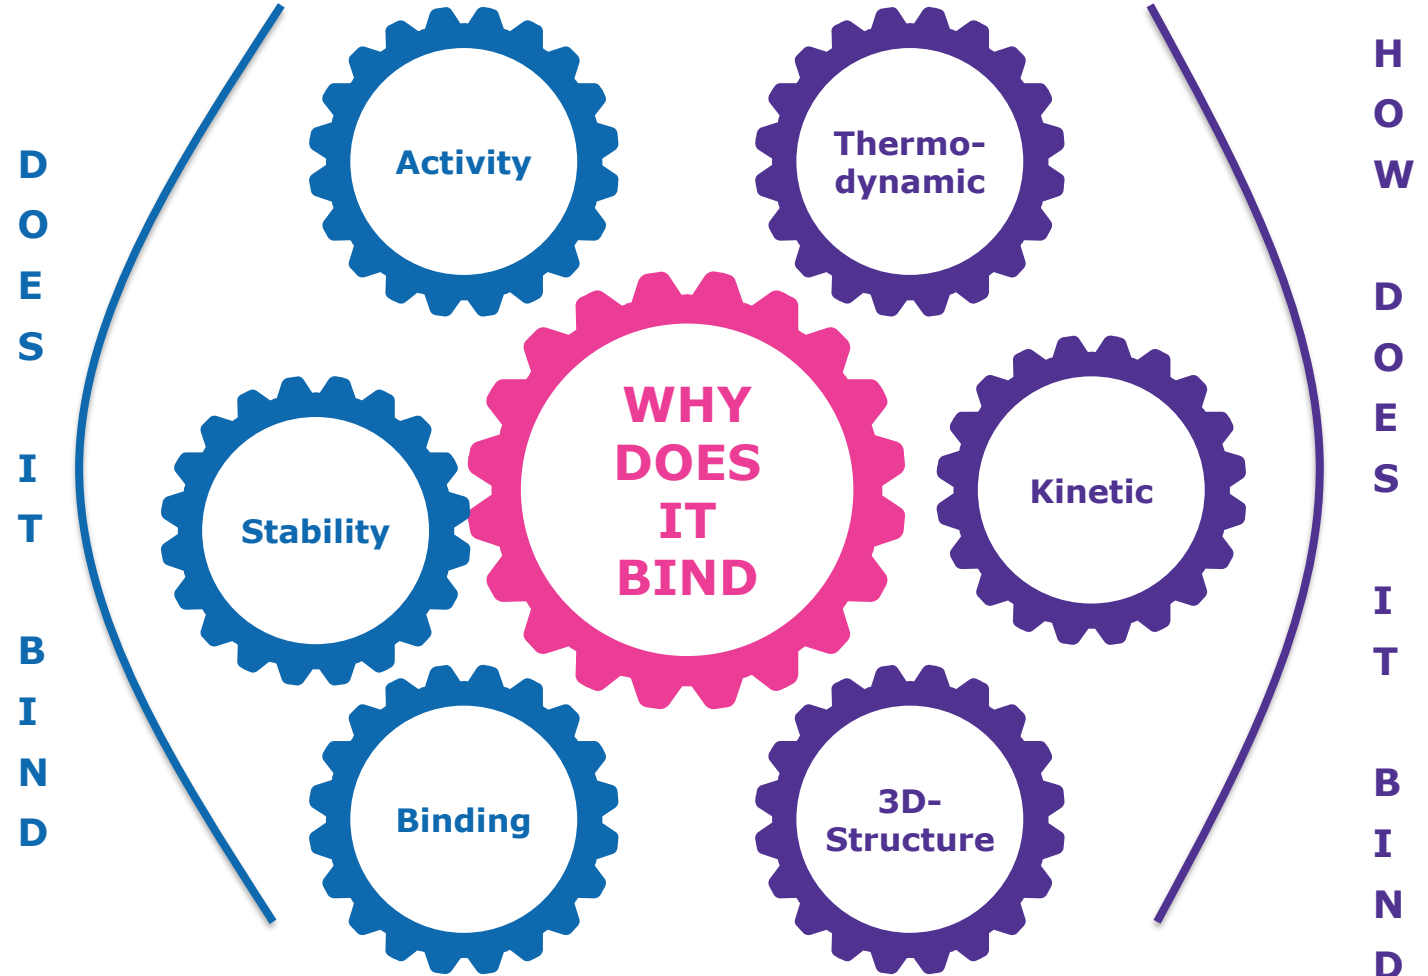 DOES IT BIND
Activity
Stability
Binding
WHY
DOES
IT
BIND
Thermo-
dynamic
Kinetic
3D-
Structure
HOW DOES IT BIND